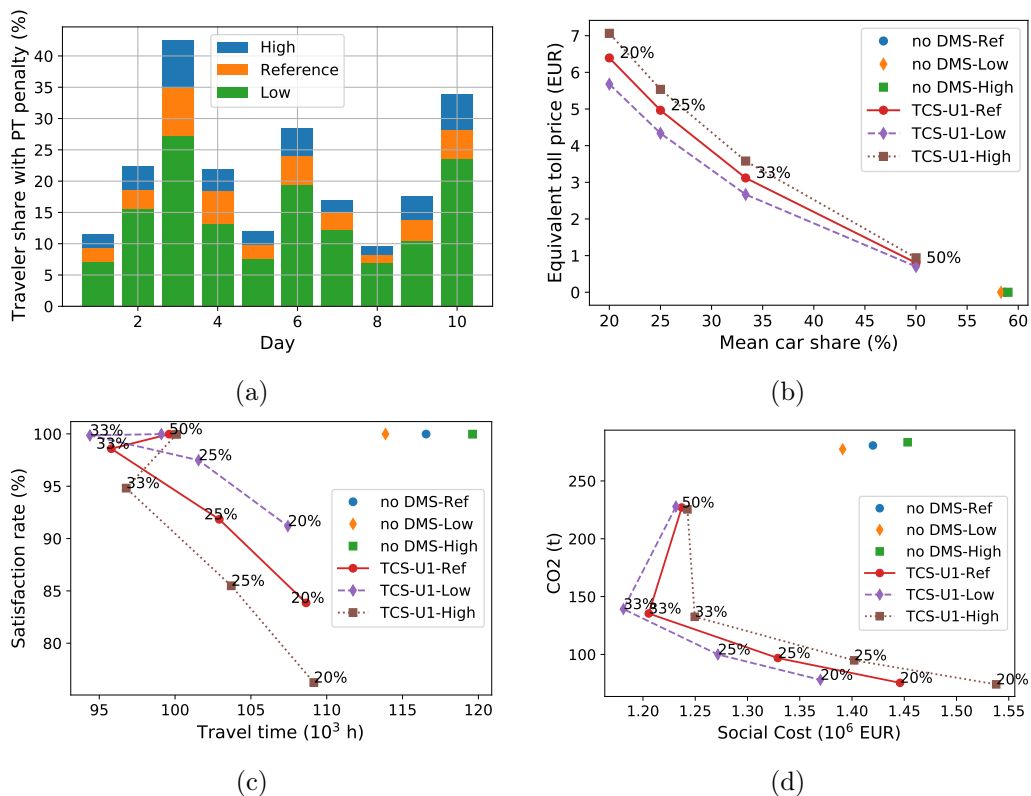 Traveler share with PT penalty (%)
40
35
30
25
20
15
10
5
0
High
Reference
Low
2 4 6 8 10
Day
(a)
Equivalent toll price (EUR)
7
6
5
4
3
2
1
0
20%
25%
33%
50%
no DMS-Ref
no DMS-Low
no DMS-High
TCS-U1-Ref
TCS-U1-Low
TCS-U1-High
20 25 30 35 40 45 50 55 60
Mean car share (%)
(b)
Satisfaction rate (%)
100
95
90
85
80
33%
50%
33%
25%
33%
25%
20%
25%
20%
20%
no DMS-Ref
no DMS-Low
no DMS-High
TCS-U1-Ref
TCS-U1-Low
TCS-U1-High
95 100 105 110 115 120
Travel time (10³ h)
(c)
CO2 (t)
250
200
150
100
50%
33%
33%
33%
25%
25%
25%
20%
20%
20%
no DMS-Ref
no DMS-Low
no DMS-High
TCS-U1-Ref
TCS-U1-Low
TCS-U1-High
1.20 1.25 1.30 1.35 1.40 1.45 1.50 1.55
Social Cost (10⁶ EUR)
(d)